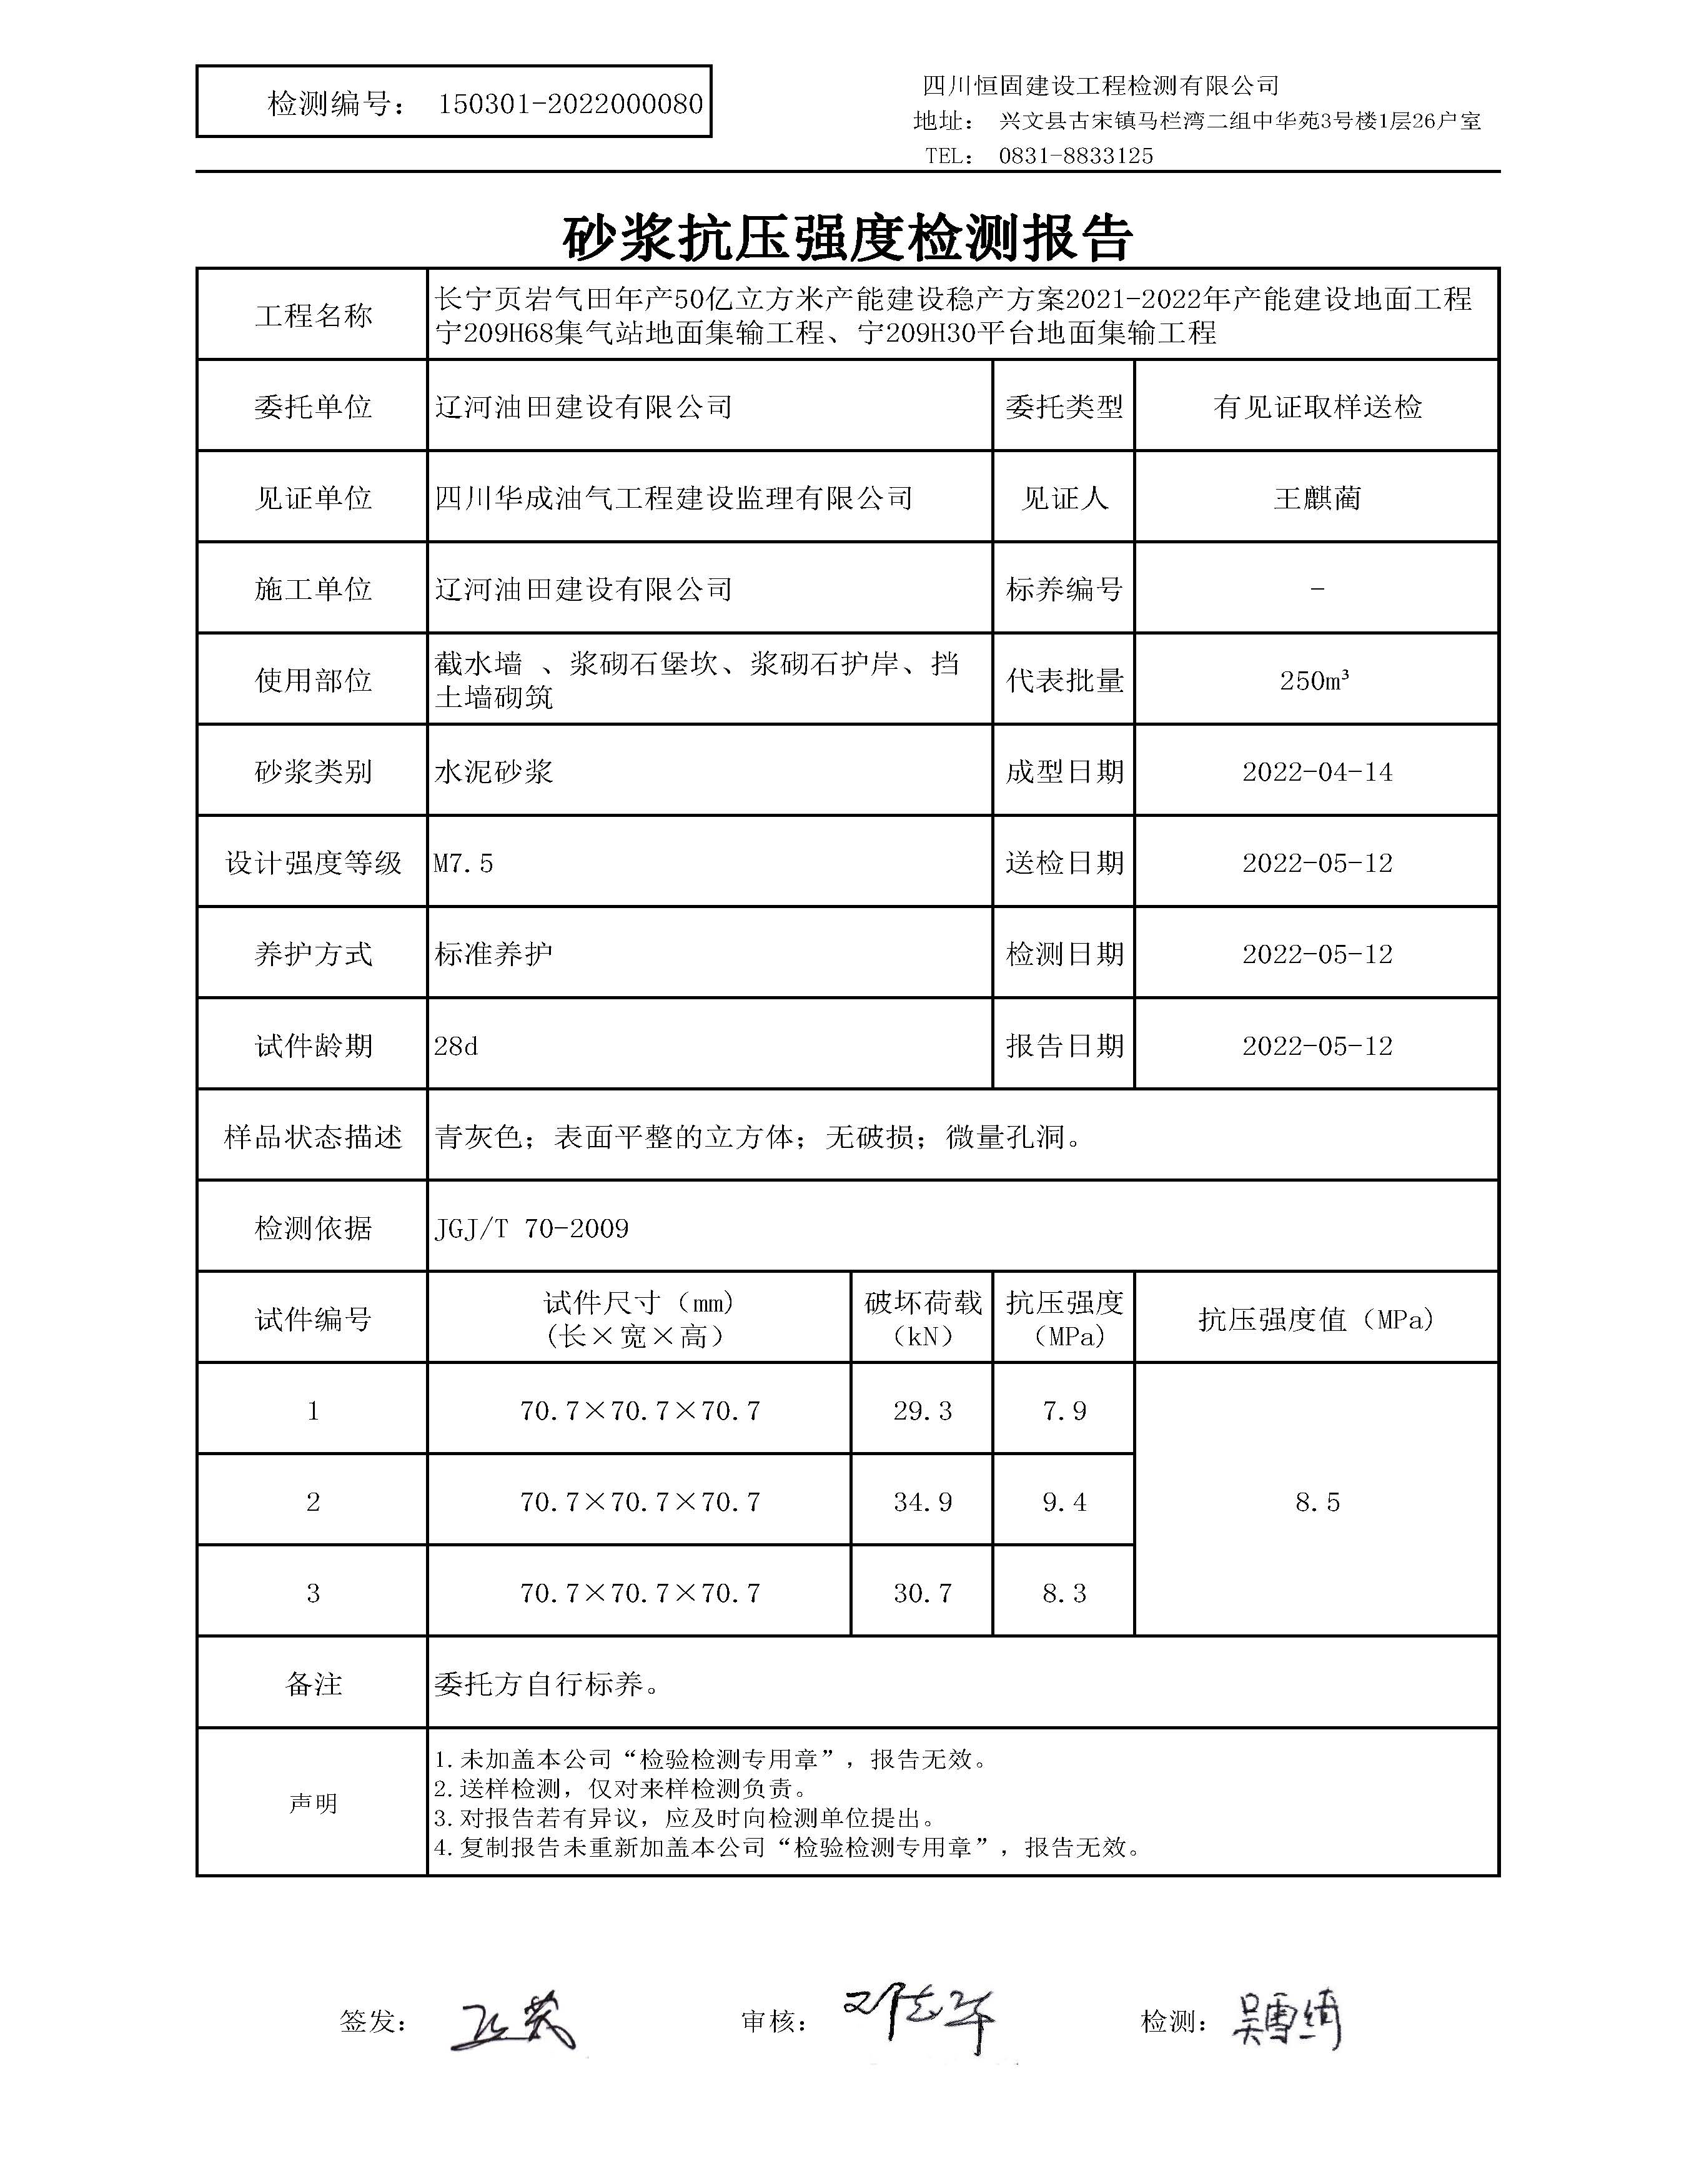 检测编号： 150301-2022000080
四川恒固建设工程检测有限公司
地址： 兴文县古宋镇马栏湾二组中华苑3号楼1层26户室
TEL： 0831-8833125
砂浆抗压强度检测报告
工程名称
长宁页岩气田年产50亿立方米产能建设稳产方案2021-2022年产能建设地面工程
宁209H68集气站地面集输工程、宁209H30平台地面集输工程
委托单位 辽河油田建设有限公司 委托类型 有见证取样送检
见证单位 四川华成油气工程建设监理有限公司 见证人 王麒蔺
施工单位 辽河油田建设有限公司 标养编号 -
使用部位
截水墙 、浆砌石堡坎、浆砌石护岸、挡
土墙砌筑
代表批量 250m³
砂浆类别 水泥砂浆 成型日期 2022-04-14
设计强度等级 M7.5 送检日期 2022-05-12
养护方式 标准养护 检测日期 2022-05-12
试件龄期 28d 报告日期 2022-05-12
样品状态描述 青灰色；表面平整的立方体；无破损；微量孔洞。
检测依据 JGJ/T 70-2009
试件编号
试件尺寸（mm)
(长×宽×高）
破坏荷载
（kN）
抗压强度
（MPa)
抗压强度值（MPa)
1 70.7×70.7×70.7 29.3 7.9
2 70.7×70.7×70.7 34.9 9.4 8.5
3 70.7×70.7×70.7 30.7 8.3
备注 委托方自行标养。
声明
1.未加盖本公司“检验检测专用章”，报告无效。
2.送样检测，仅对来样检测负责。
3.对报告若有异议，应及时向检测单位提出。
4.复制报告未重新加盖本公司“检验检测专用章”，报告无效。
签发： 审核： 检测：吴雪绮